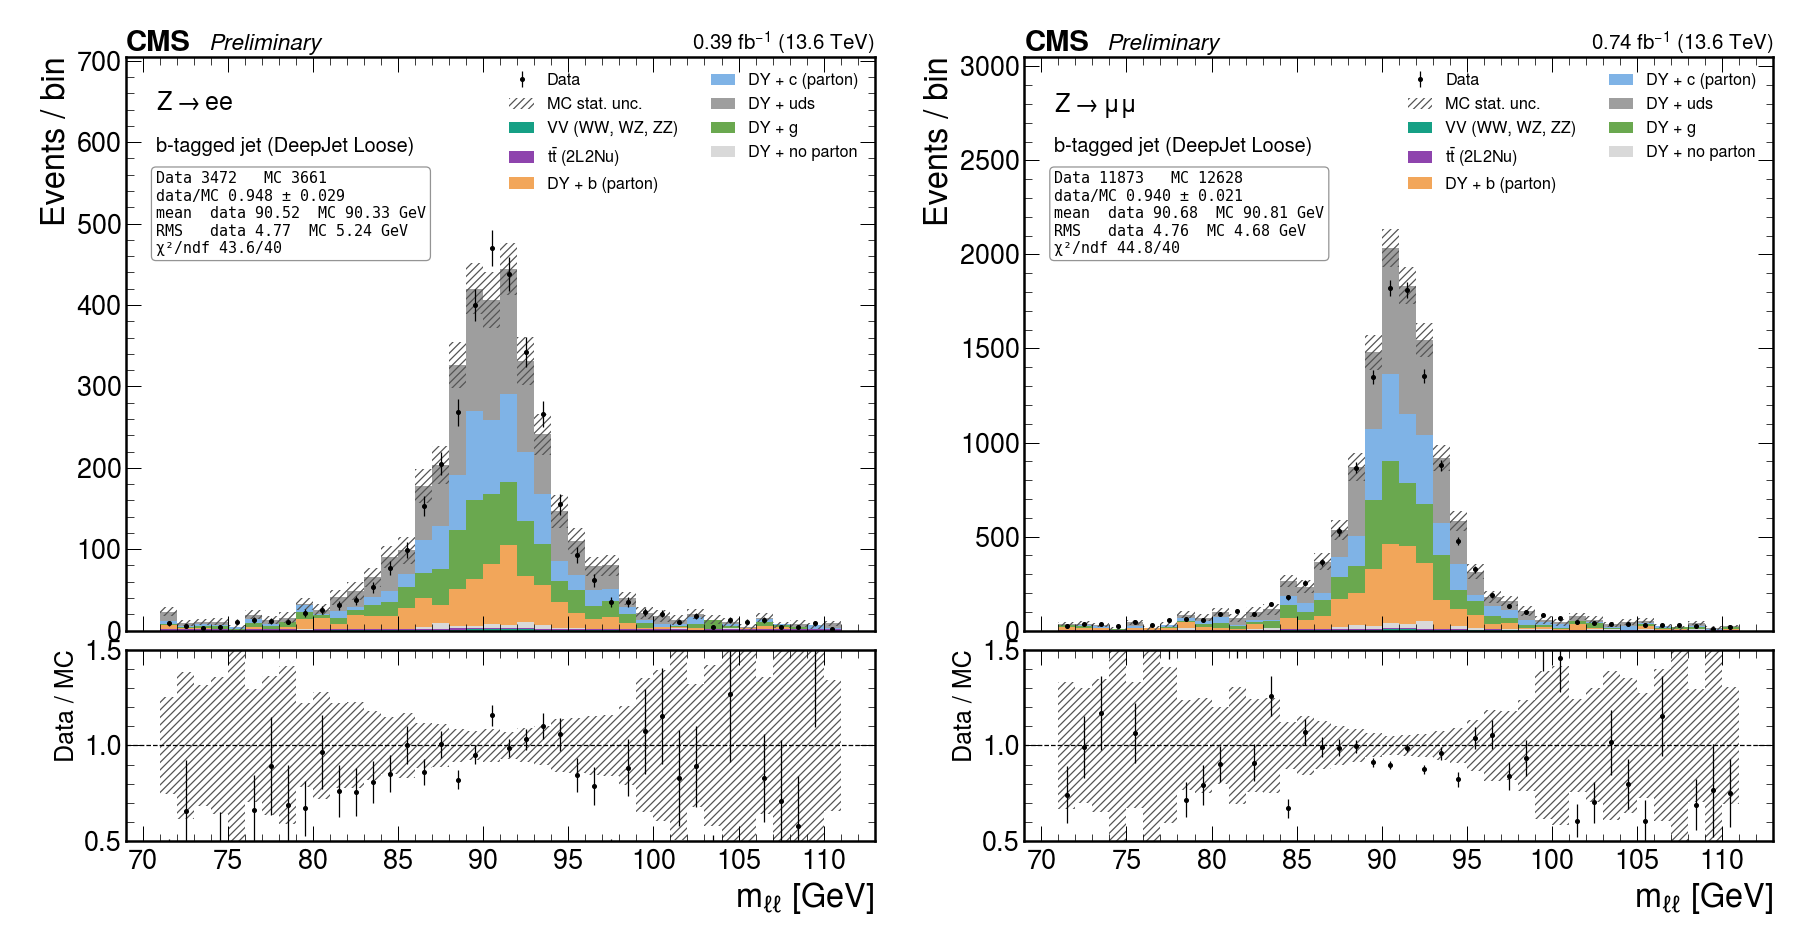 CMS Preliminary 0.39 fb⁻¹ (13.6 TeV)
Events / bin
700
600
500
400
300
200
100
0
Z → ee
b-tagged jet (DeepJet Loose)
Data 3472 MC 3661
data/MC 0.948 ± 0.029
mean data 90.52 MC 90.33 GeV
RMS data 4.77 MC 5.24 GeV
χ²/ndf 43.6/40
Data
MC stat. unc.
VV (WW, WZ, ZZ)
tt̄ (2L2Nu)
DY + b (parton)
DY + c (parton)
DY + uds
DY + g
DY + no parton
Data / MC
1.5
1.0
0.5
70 75 80 85 90 95 100 105 110
mℓℓ [GeV]
CMS Preliminary 0.74 fb⁻¹ (13.6 TeV)
Events / bin
3000
2500
2000
1500
1000
500
0
Z → μμ
b-tagged jet (DeepJet Loose)
Data 11873 MC 12628
data/MC 0.940 ± 0.021
mean data 90.68 MC 90.81 GeV
RMS data 4.76 MC 4.68 GeV
χ²/ndf 44.8/40
Data
MC stat. unc.
VV (WW, WZ, ZZ)
tt̄ (2L2Nu)
DY + b (parton)
DY + c (parton)
DY + uds
DY + g
DY + no parton
Data / MC
1.5
1.0
0.5
70 75 80 85 90 95 100 105 110
mℓℓ [GeV]